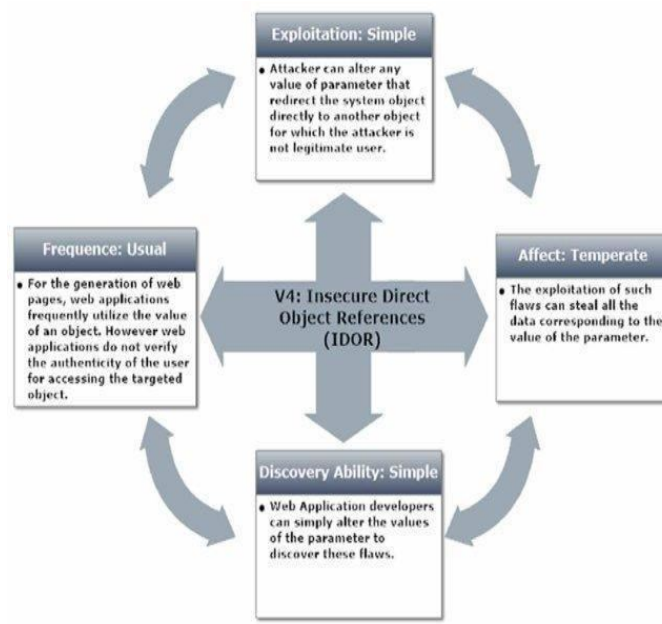 Exploitation: Simple
• Attacker can alter any
value of parameter that
redirect the system object
directly to another object
for which the attacker is
not legitimate user.
Frequence: Usual
• For the generation of web
pages, web applications
frequently utilize the value
of an object. However web
applications do not verify
the authenticity of the user
for accessing the targeted
object.
V4: Insecure Direct
Object References
(IDOR)
Affect: Temperate
• The exploitation of such
flaws can steal all the
data corresponding to the
value of the parameter.
Discovery Ability: Simple
• Web Application developers
can simply alter the values
of the parameter to
discover these flaws.